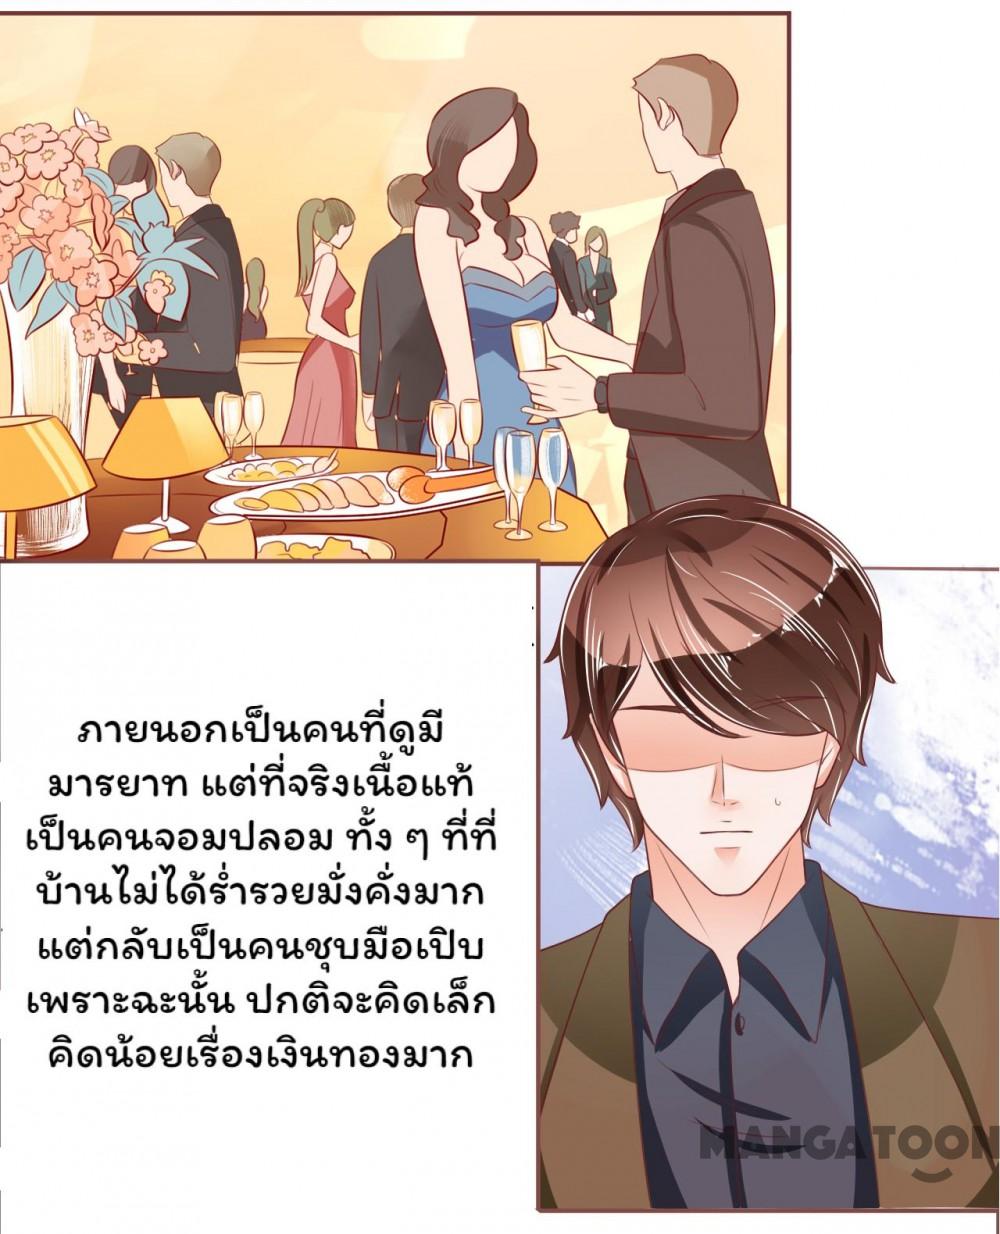 ภายนอกเป็นคนที่ดูมี
มารยาท แต่ที่จริงเนื้อแท้
เป็นคนจอมปลอม ทั้ง ๆ ที่ที่
บ้านไม่ได้ร่ำรวยมั่งคั่งมาก
แต่กลับเป็นคนชุบมือเปิบ
เพราะฉะนั้น ปกติจะคิดเล็ก
คิดน้อยเรื่องเงินทองมาก
MANGATOON